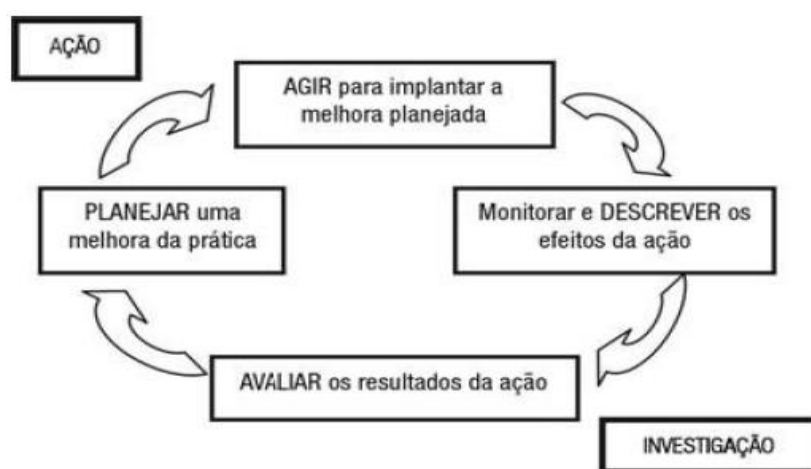 AÇÃO
AGIR para implantar a
melhora planejada
PLANEJAR uma
melhora da prática
Monitorar e DESCREVER os
efeitos da ação
AVALIAR os resultados da ação
INVESTIGAÇÃO